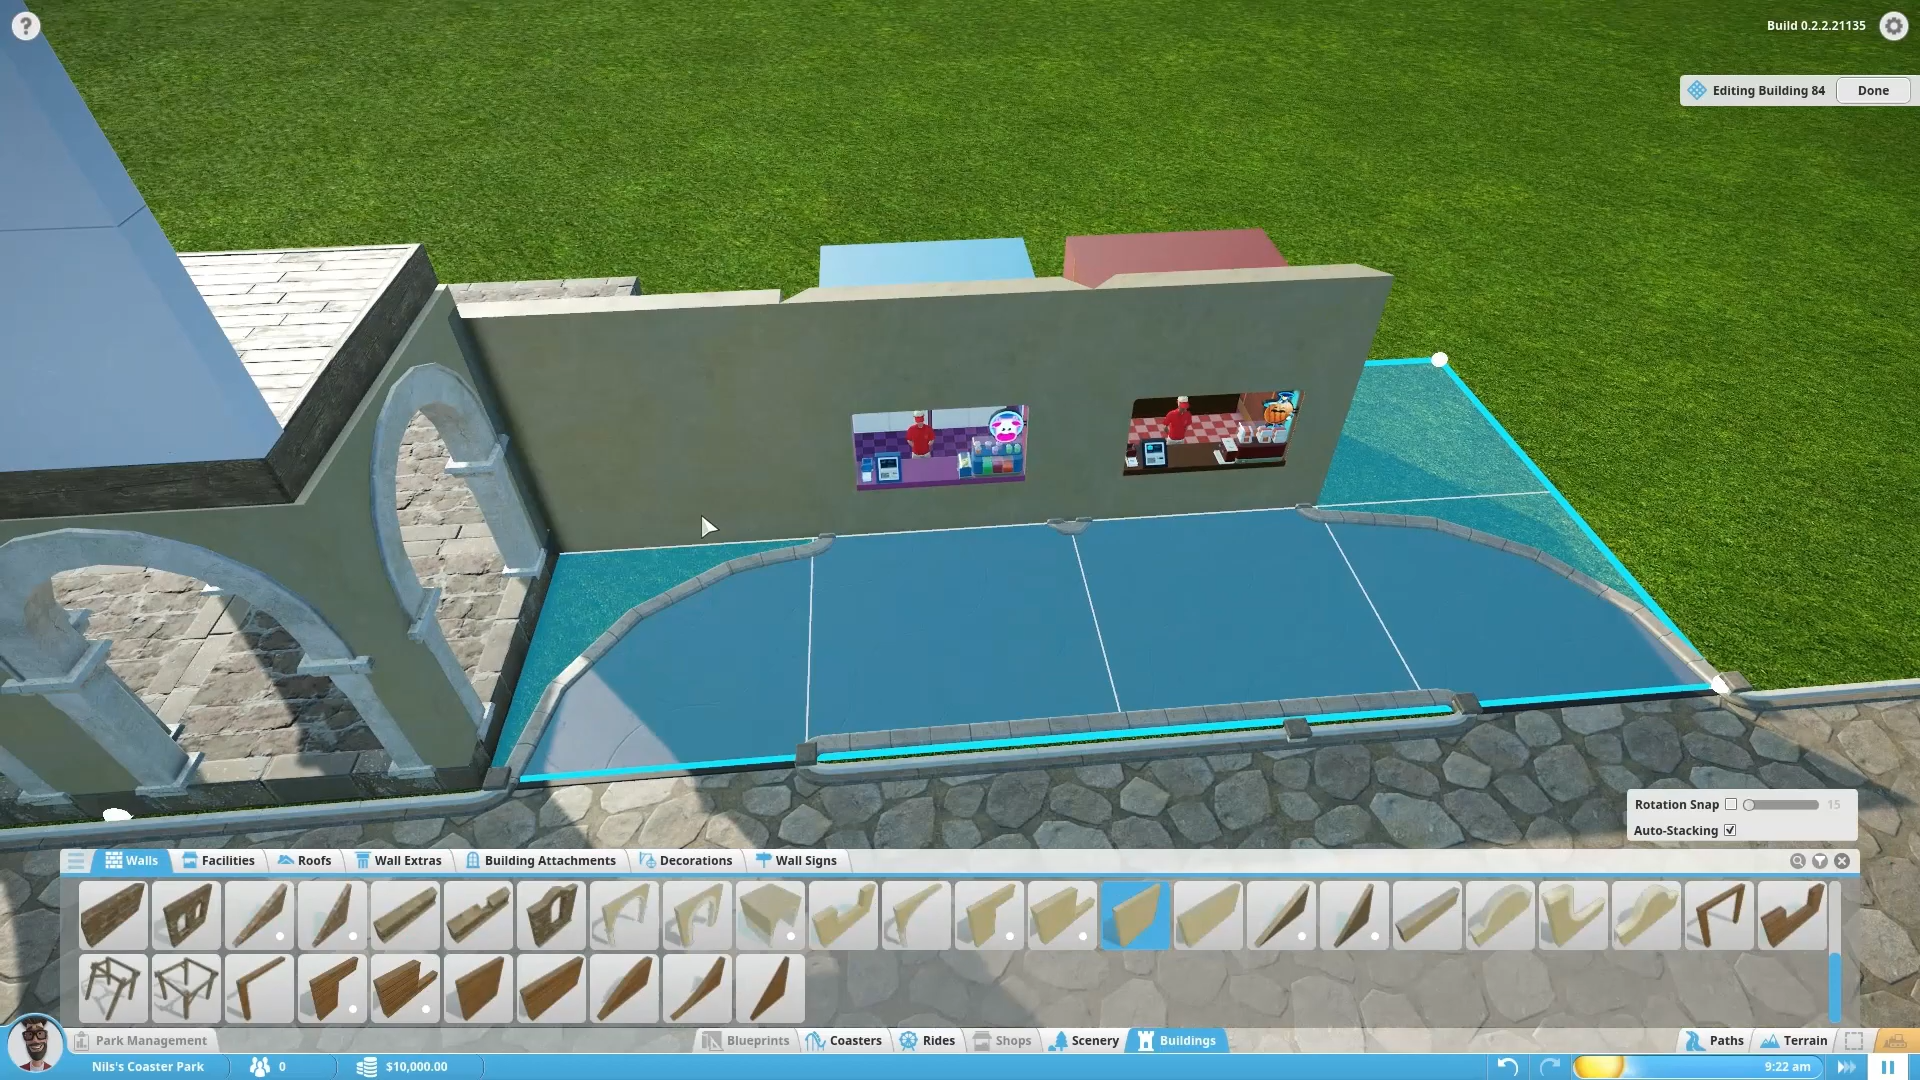 ?
Build 0.2.2.21135
Editing Building 84
Done
Rotation Snap
15
Auto-Stacking
Walls
Facilities
Roofs
Wall Extras
Building Attachments
Decorations
Wall Signs
Park Management
Blueprints
Coasters
Rides
Shops
Scenery
Buildings
Paths
Terrain
Nils's Coaster Park
0
$10,000.00
9:22 am